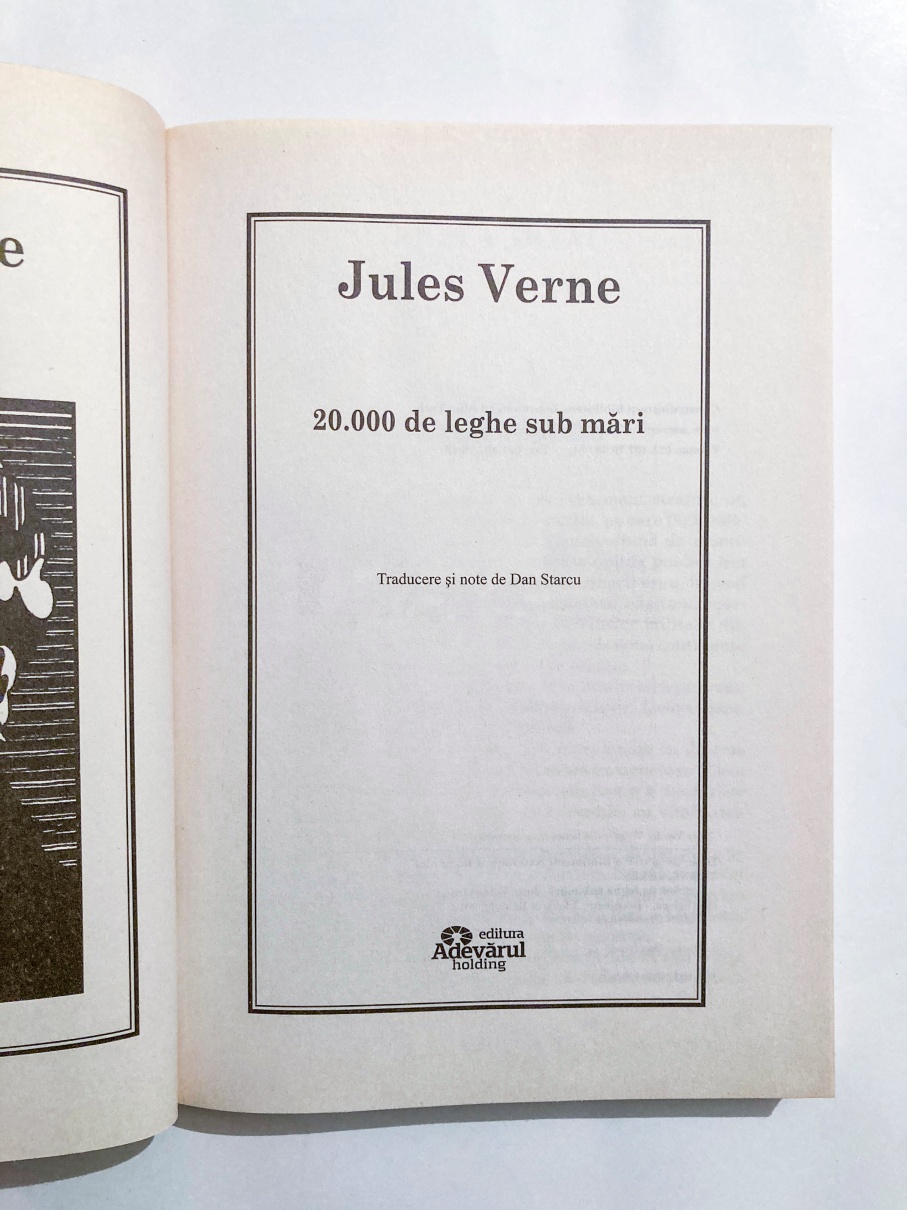 e
Jules Verne
20.000 de leghe sub mări
Traducere și note de Dan Starcu
editura
Adevărul
holding